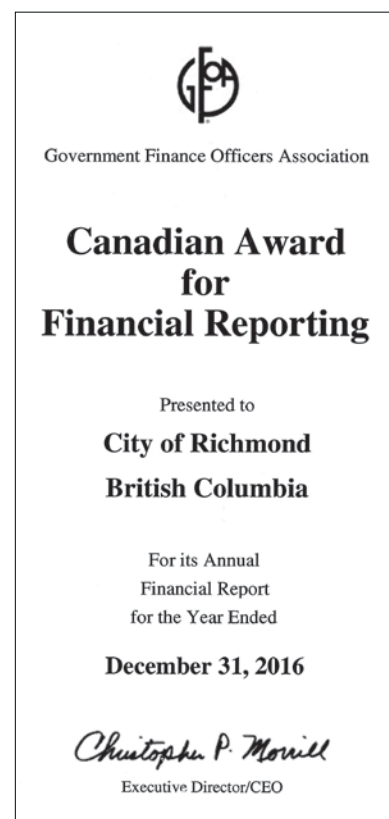 GFOA
Government Finance Officers Association
Canadian Award
for
Financial Reporting
Presented to
City of Richmond
British Columbia
For its Annual
Financial Report
for the Year Ended
December 31, 2016
Christopher P. Morrill
Executive Director/CEO